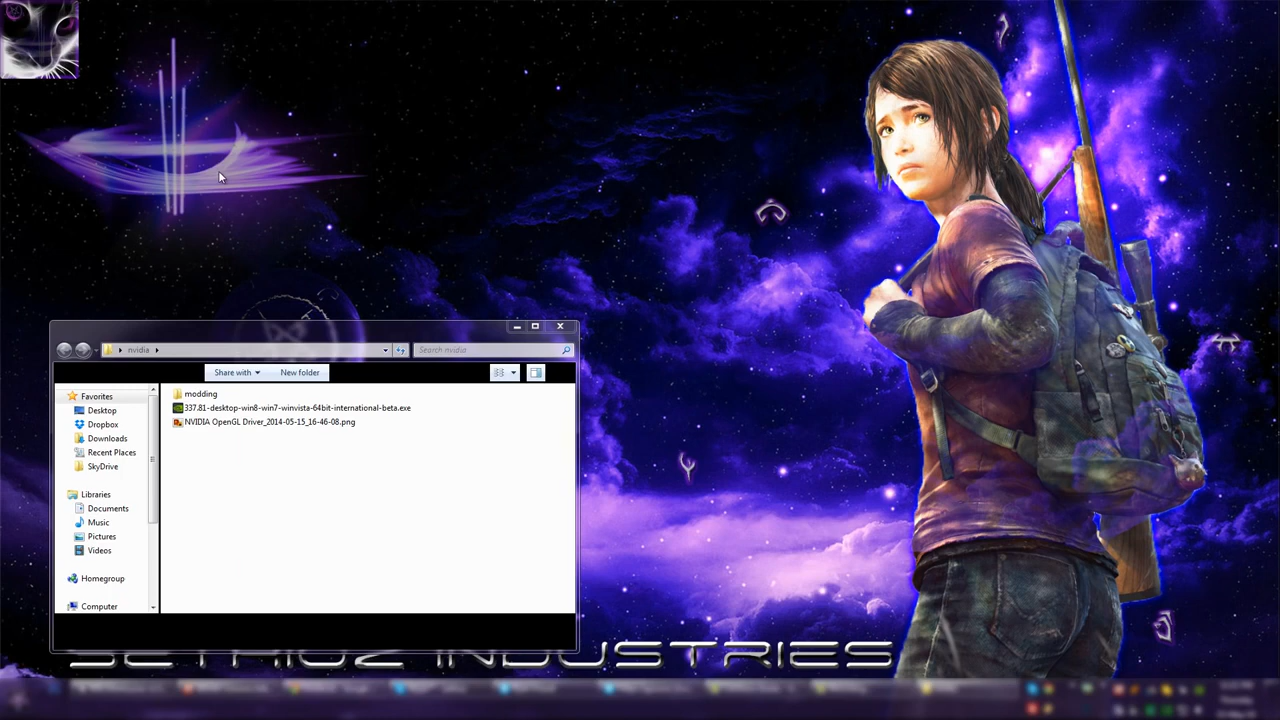 nvidia
Search nvidia
Share with
New folder
Favorites
Desktop
Dropbox
Downloads
Recent Places
SkyDrive
Libraries
Documents
Music
Pictures
Videos
Homegroup
Computer
modding
337.81-desktop-win8-win7-winvista-64bit-international-beta.exe
NVIDIA OpenGL Driver_2014-05-15_16-46-08.png
INDUSTRIES